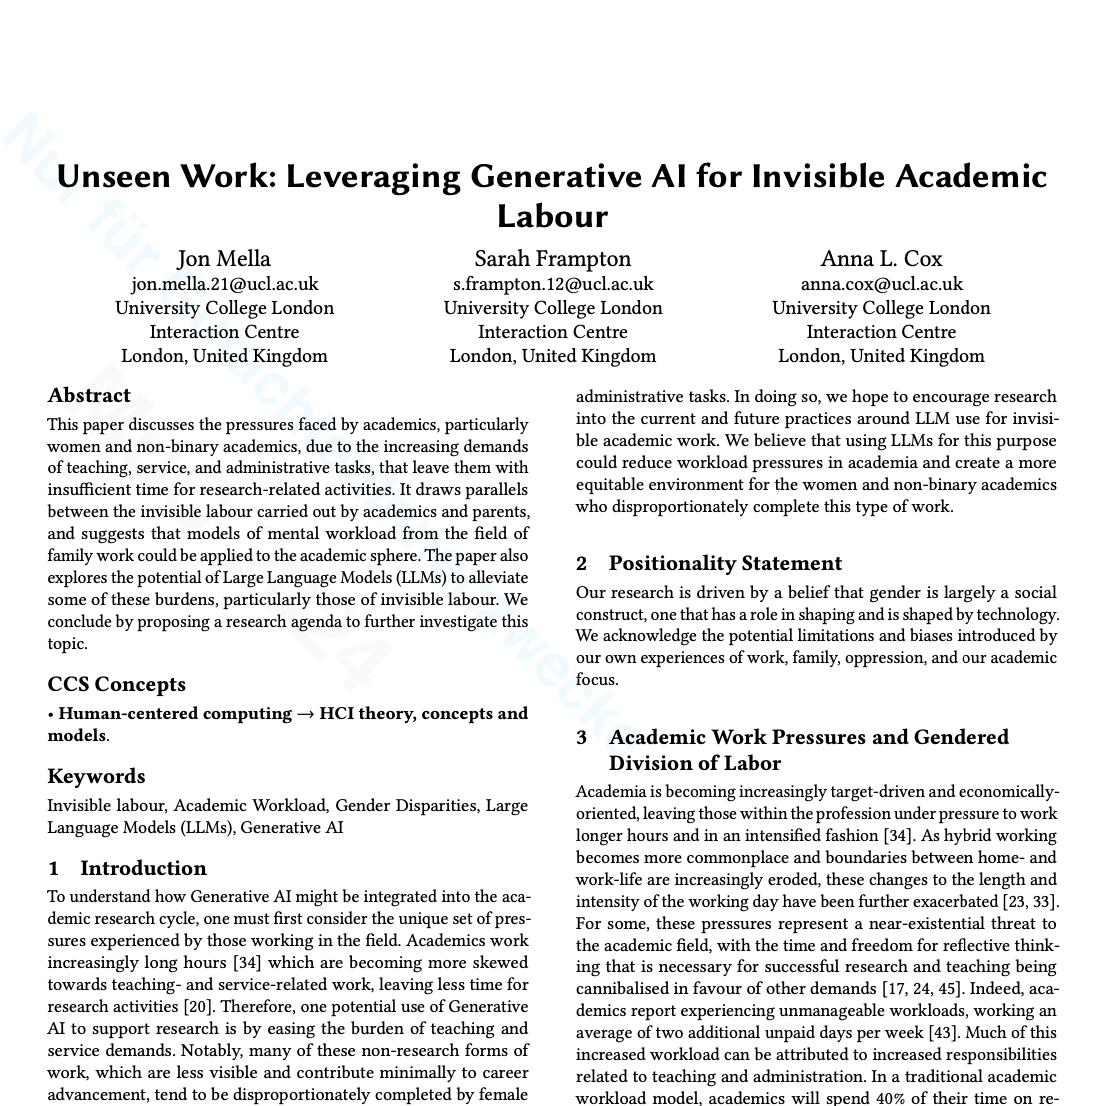 Unseen Work: Leveraging Generative AI for Invisible Academic
Labour
Jon Mella
jon.mella.21@ucl.ac.uk
University College London
Interaction Centre
London, United Kingdom
Sarah Frampton
s.frampton.12@ucl.ac.uk
University College London
Interaction Centre
London, United Kingdom
Anna L. Cox
anna.cox@ucl.ac.uk
University College London
Interaction Centre
London, United Kingdom
Abstract
This paper discusses the pressures faced by academics, particularly
women and non-binary academics, due to the increasing demands
of teaching, service, and administrative tasks, that leave them with
insufficient time for research-related activities. It draws parallels
between the invisible labour carried out by academics and parents,
and suggests that models of mental workload from the field of
family work could be applied to the academic sphere. The paper also
explores the potential of Large Language Models (LLMs) to alleviate
some of these burdens, particularly those of invisible labour. We
conclude by proposing a research agenda to further investigate this
topic.
CCS Concepts
• Human-centered computing → HCI theory, concepts and
models.
Keywords
Invisible labour, Academic Workload, Gender Disparities, Large
Language Models (LLMs), Generative AI
1 Introduction
To understand how Generative AI might be integrated into the aca-
demic research cycle, one must first consider the unique set of pres-
sures experienced by those working in the field. Academics work
increasingly long hours [34] which are becoming more skewed
towards teaching- and service-related work, leaving less time for
research activities [20]. Therefore, one potential use of Generative
AI to support research is by easing the burden of teaching and
service demands. Notably, many of these non-research forms of
work, which are less visible and contribute minimally to career
advancement, tend to be disproportionately completed by female
administrative tasks. In doing so, we hope to encourage research
into the current and future practices around LLM use for invisi-
ble academic work. We believe that using LLMs for this purpose
could reduce workload pressures in academia and create a more
equitable environment for the women and non-binary academics
who disproportionately complete this type of work.
2 Positionality Statement
Our research is driven by a belief that gender is largely a social
construct, one that has a role in shaping and is shaped by technology.
We acknowledge the potential limitations and biases introduced by
our own experiences of work, family, oppression, and our academic
focus.
3 Academic Work Pressures and Gendered
Division of Labor
Academia is becoming increasingly target-driven and economically-
oriented, leaving those within the profession under pressure to work
longer hours and in an intensified fashion [34]. As hybrid working
becomes more commonplace and boundaries between home- and
work-life are increasingly eroded, these changes to the length and
intensity of the working day have been further exacerbated [23, 33].
For some, these pressures represent a near-existential threat to
the academic field, with the time and freedom for reflective think-
ing that is necessary for successful research and teaching being
cannibalised in favour of other demands [17, 24, 45]. Indeed, aca-
demics report experiencing unmanageable workloads, working an
average of two additional unpaid days per week [43]. Much of this
increased workload can be attributed to increased responsibilities
related to teaching and administration. In a traditional academic
workload model, academics will spend 40% of their time on re-
Nur für